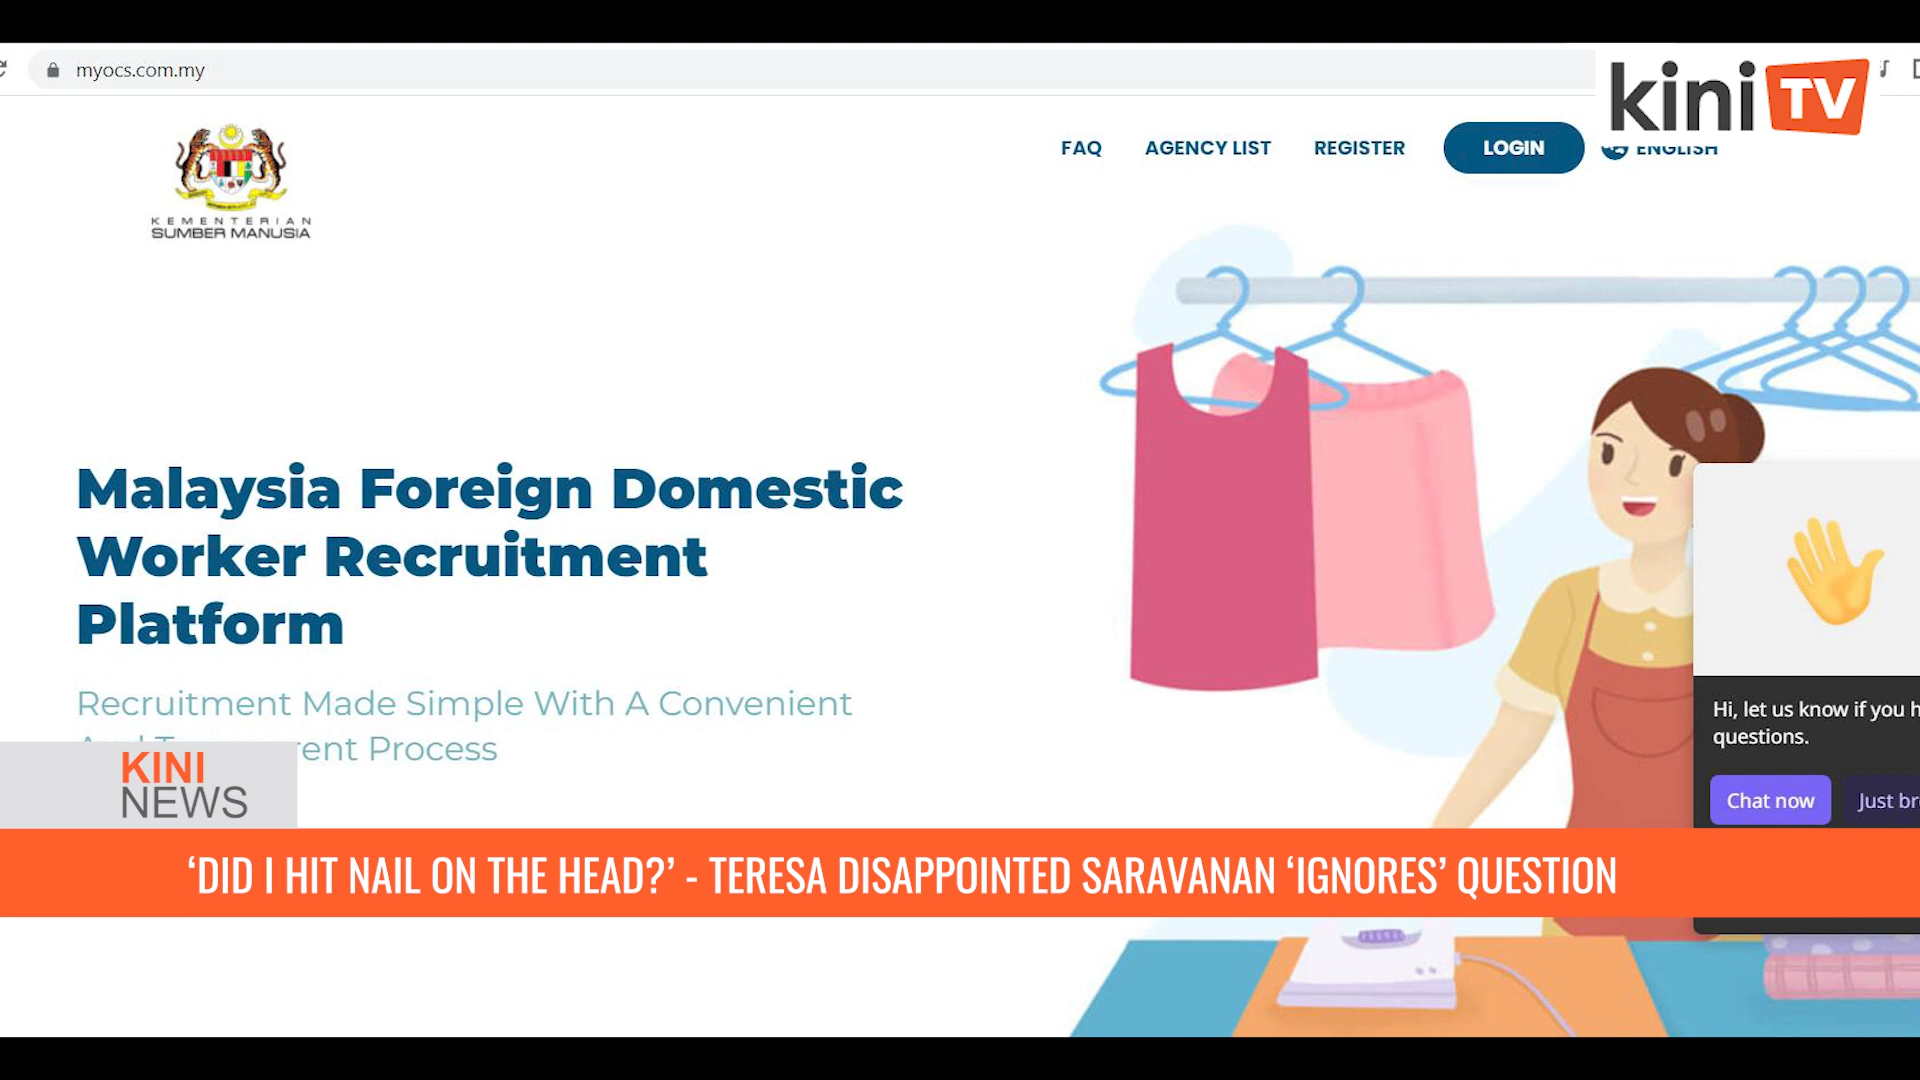 myocs.com.my
kini TV
KEMENTERIAN
SUMBER MANUSIA
FAQ
AGENCY LIST
REGISTER
LOGIN
ENGLISH
Malaysia Foreign Domestic
Worker Recruitment
Platform
Recruitment Made Simple With A Convenient
Process
Hi, let us know if you
questions.
Chat now
Just
KINI
NEWS
‘DID I HIT NAIL ON THE HEAD?’ - TERESA DISAPPOINTED SARAVANAN ‘IGNORES’ QUESTION